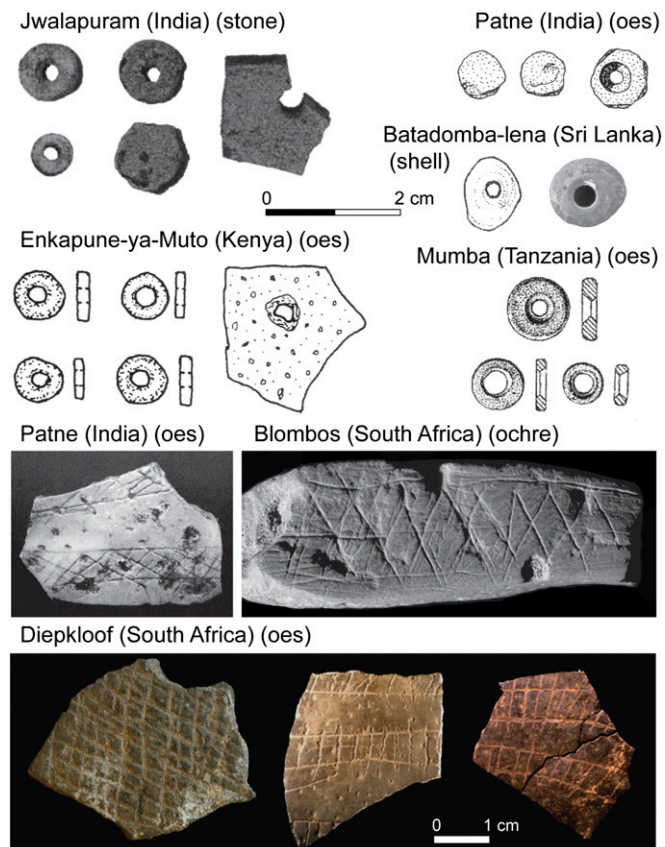 Jwalapuram (India) (stone)
Patne (India) (oes)
Batadomba-lena (Sri Lanka)
(shell)
0 2 cm
Enkapune-ya-Muto (Kenya) (oes)
Mumba (Tanzania) (oes)
Patne (India) (oes)
Blombos (South Africa) (ochre)
Diepkloof (South Africa) (oes)
0 1 cm